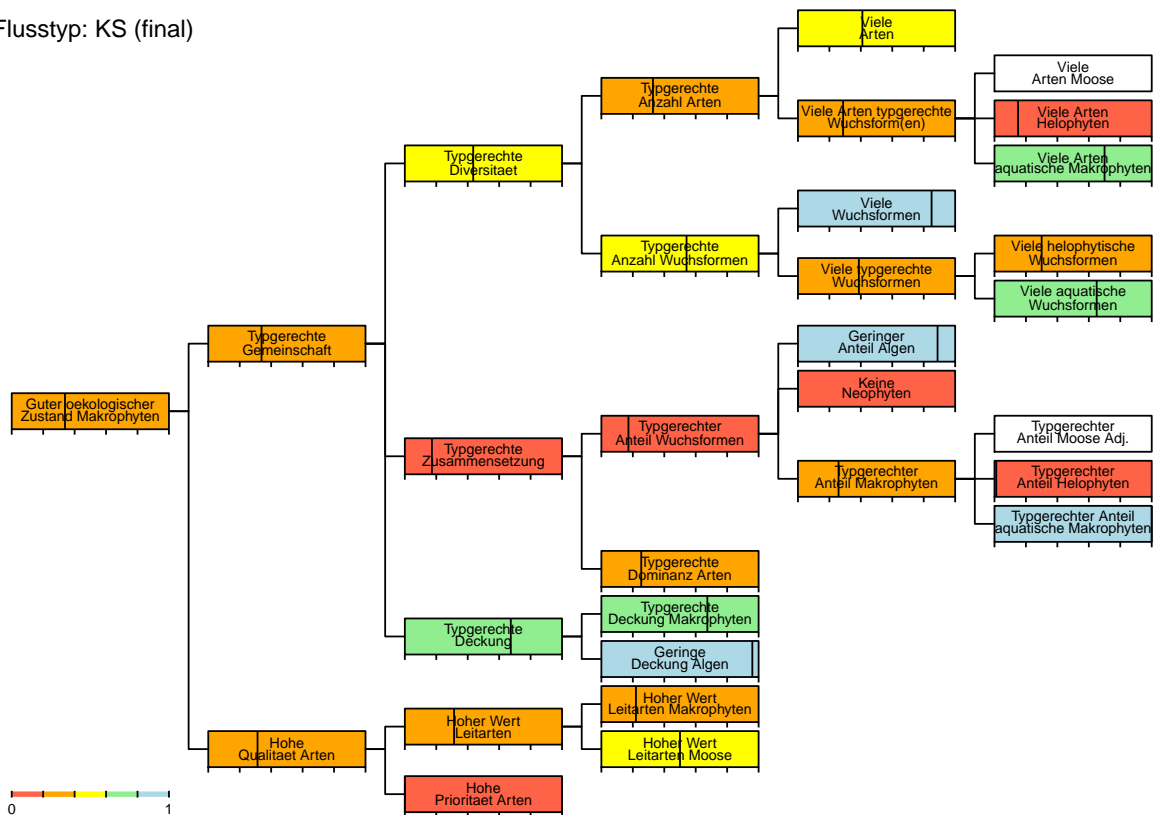 Flusstyp: KS (final)
Viele
Arten
Viele
Arten Moose
Typgerechte
Anzahl Arten
Viele Arten typgerechte
Wuchsform(en)
Viele Arten
Helophyten
Typgerechte
Diversitaet
Viele Arten
aquatische Makrophyten
Viele
Wuchsformen
Typgerechte
Anzahl Wuchsformen
Viele helophytische
Wuchsformen
Viele typgerechte
Wuchsformen
Viele aquatische
Wuchsformen
Typgerechte
Gemeinschaft
Geringer
Anteil Algen
Keine
Neophyten
Guter oekologischer
Zustand Makrophyten
Typgerechter
Anteil Wuchsformen
Typgerechter
Anteil Moose Adj.
Typgerechte
Zusammensetzung
Typgerechter
Anteil Makrophyten
Typgerechter
Anteil Helophyten
Typgerechter Anteil
aquatische Makrophyten
Typgerechte
Dominanz Arten
Typgerechte
Deckung Makrophyten
Typgerechte
Deckung
Geringe
Deckung Algen
Hoher Wert
Leitarten Makrophyten
Hoher Wert
Leitarten
Hohe
Qualitaet Arten
Hoher Wert
Leitarten Moose
Hohe
Prioritaet Arten
0 1